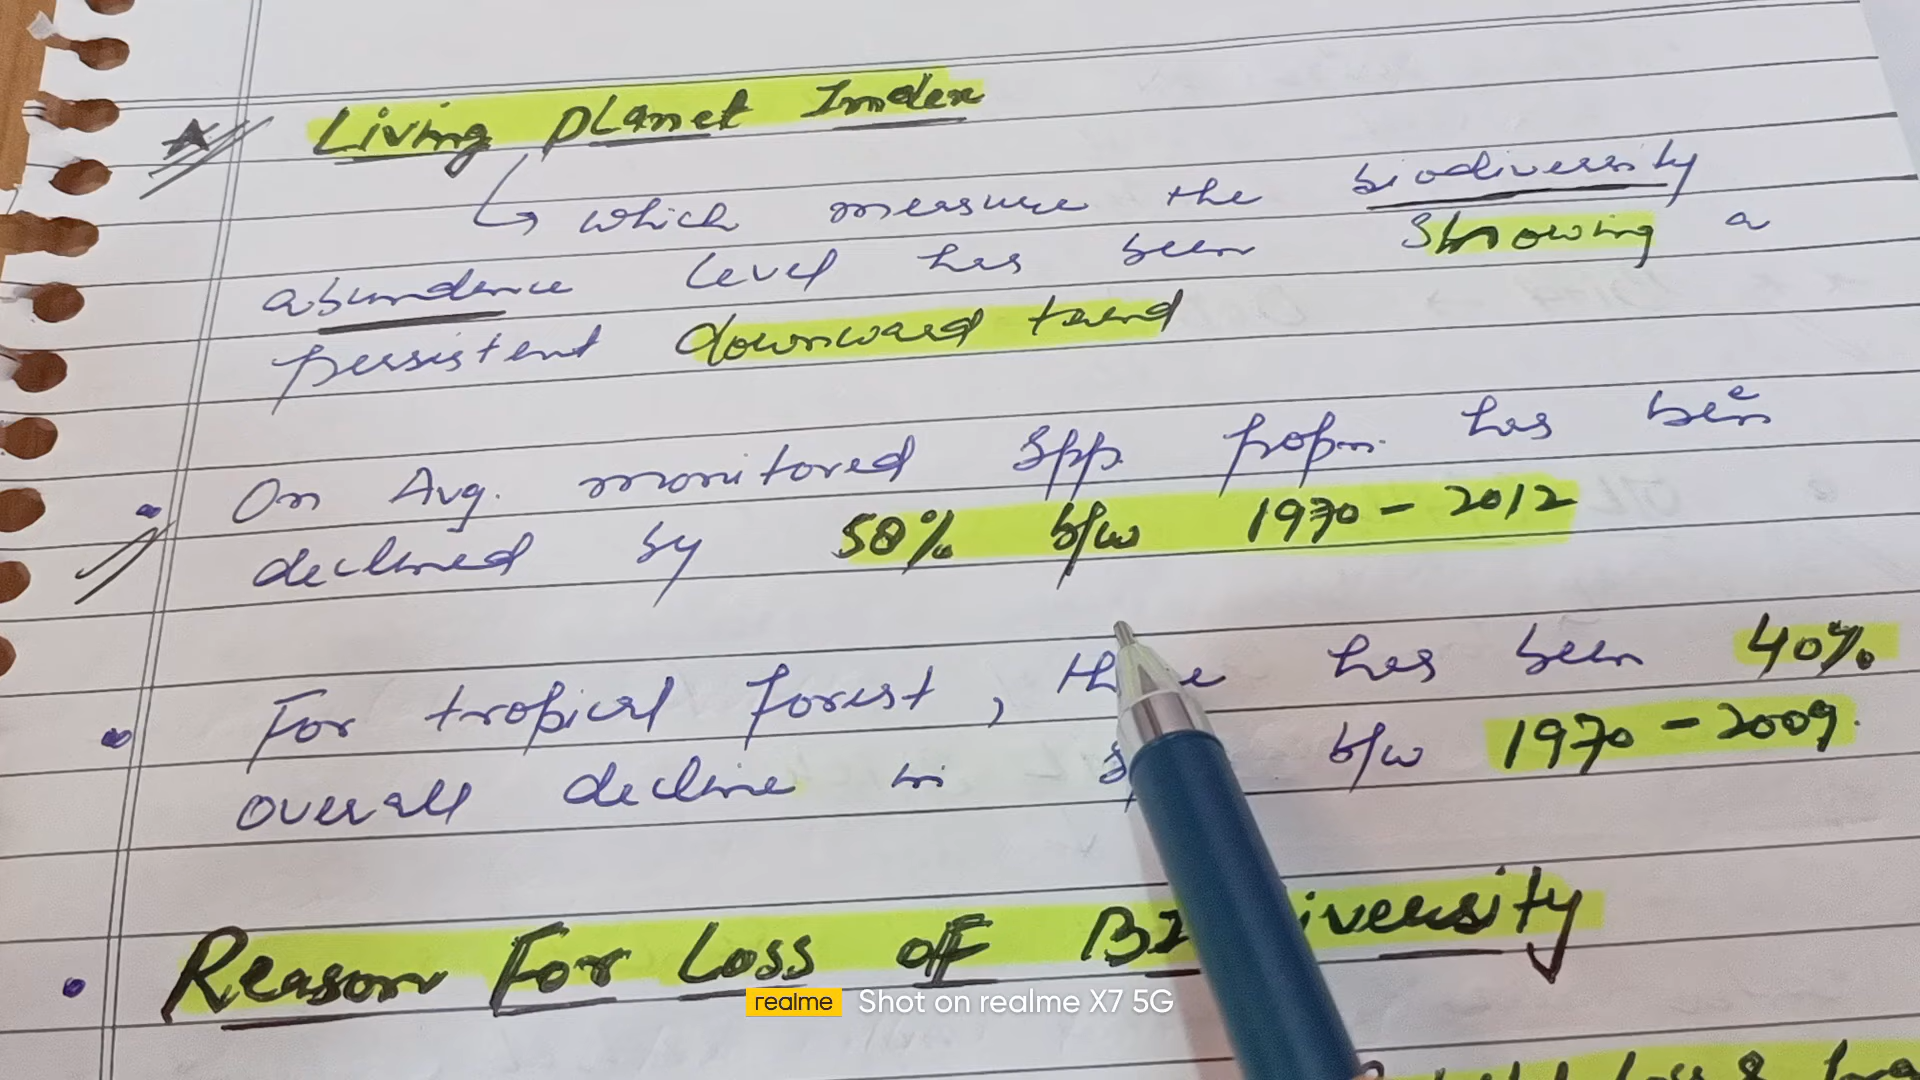 Living planet Index
↳ which measure the biodiversity
abundance level has been showing a
persistent downward trend
On Avg. monitored Spp. popn. has been
declined by 58% b/w 1970 - 2012
For tropical forest, has been 40%
overall decline in b/w 1970 - 2009.
Reason For Loss of
realme Shot on realme X7 5G
Loss &